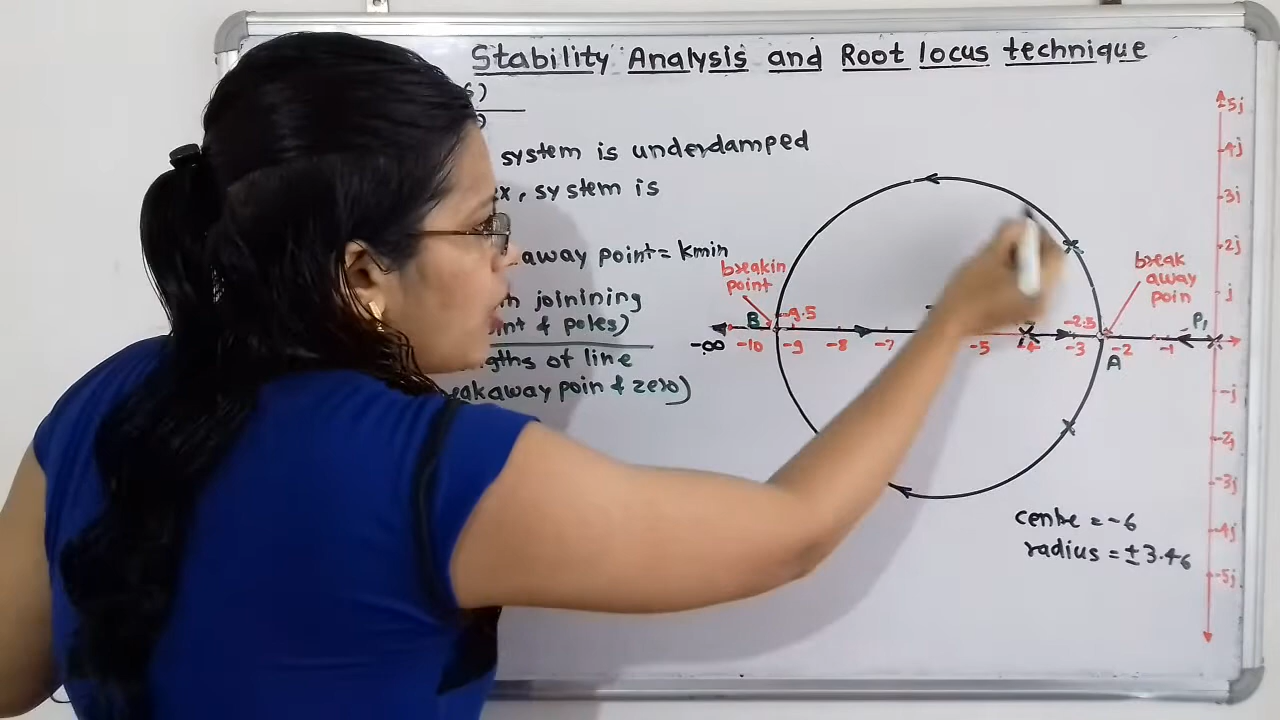 Stability Analysis and Root locus technique
system is underdamped
x, system is
away point = kmin
joinining
int & poles)
gths of line
eakaway poin & zero)
breakin
point
break
away
poin
B
-9.5
-2.5
P1
A
-∞
-10
-9
-8
-7
-5
-4
-3
-2
-1
5j
4j
3j
2j
j
-j
-3j
-4j
-5j
centre = -6
radius = ±3.46